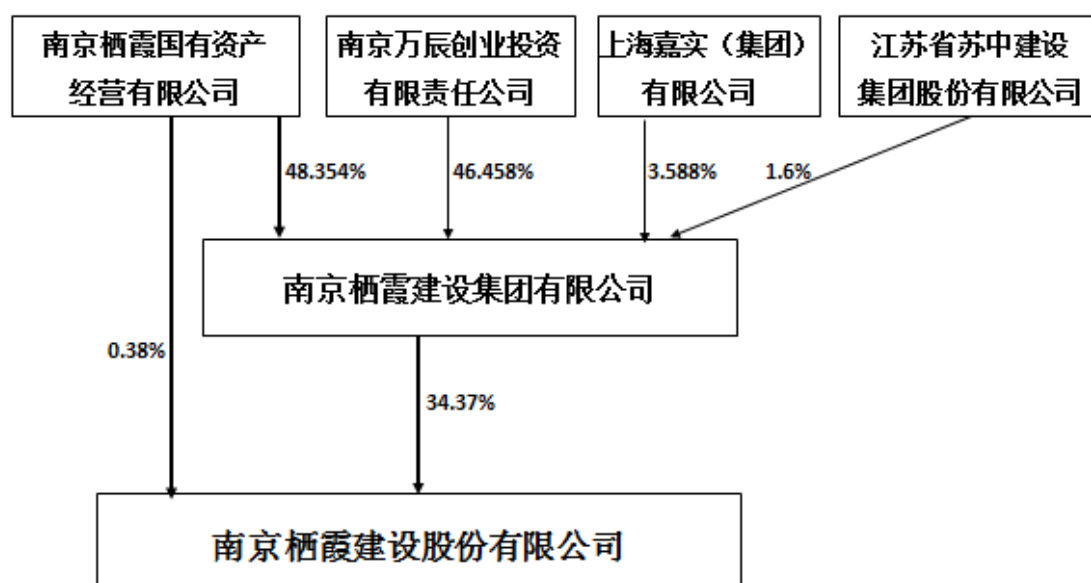 南京栖霞国有资产
经营有限公司
南京万辰创业投资
有限责任公司
上海嘉实（集团）
有限公司
江苏省苏中建设
集团股份有限公司
48.354%
46.458%
3.588%
1.6%
南京栖霞建设集团有限公司
0.38%
34.37%
南京栖霞建设股份有限公司